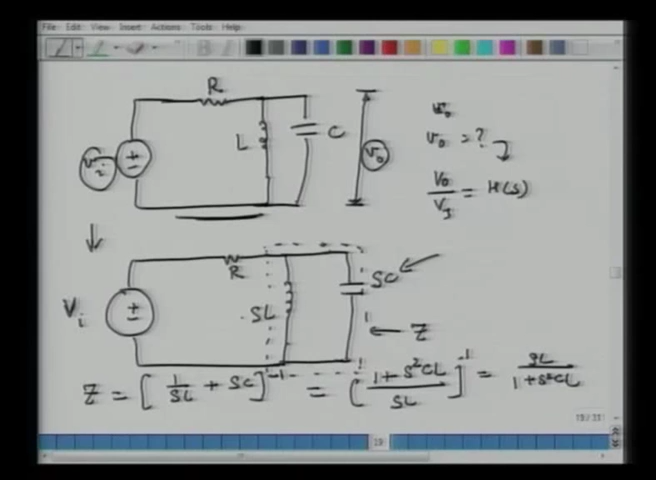 File Edit View Insert Actions Tools Help
R
L
C
v₀
vᵢ
v₀
v₀ = ?
V₀/Vᵢ = H(s)
R
SC
Vᵢ
SL
Z
Z = [ 1/SL + SC ]⁻¹ = [ (1+S²CL)/SL ]⁻¹ = SL/(1+S²CL)